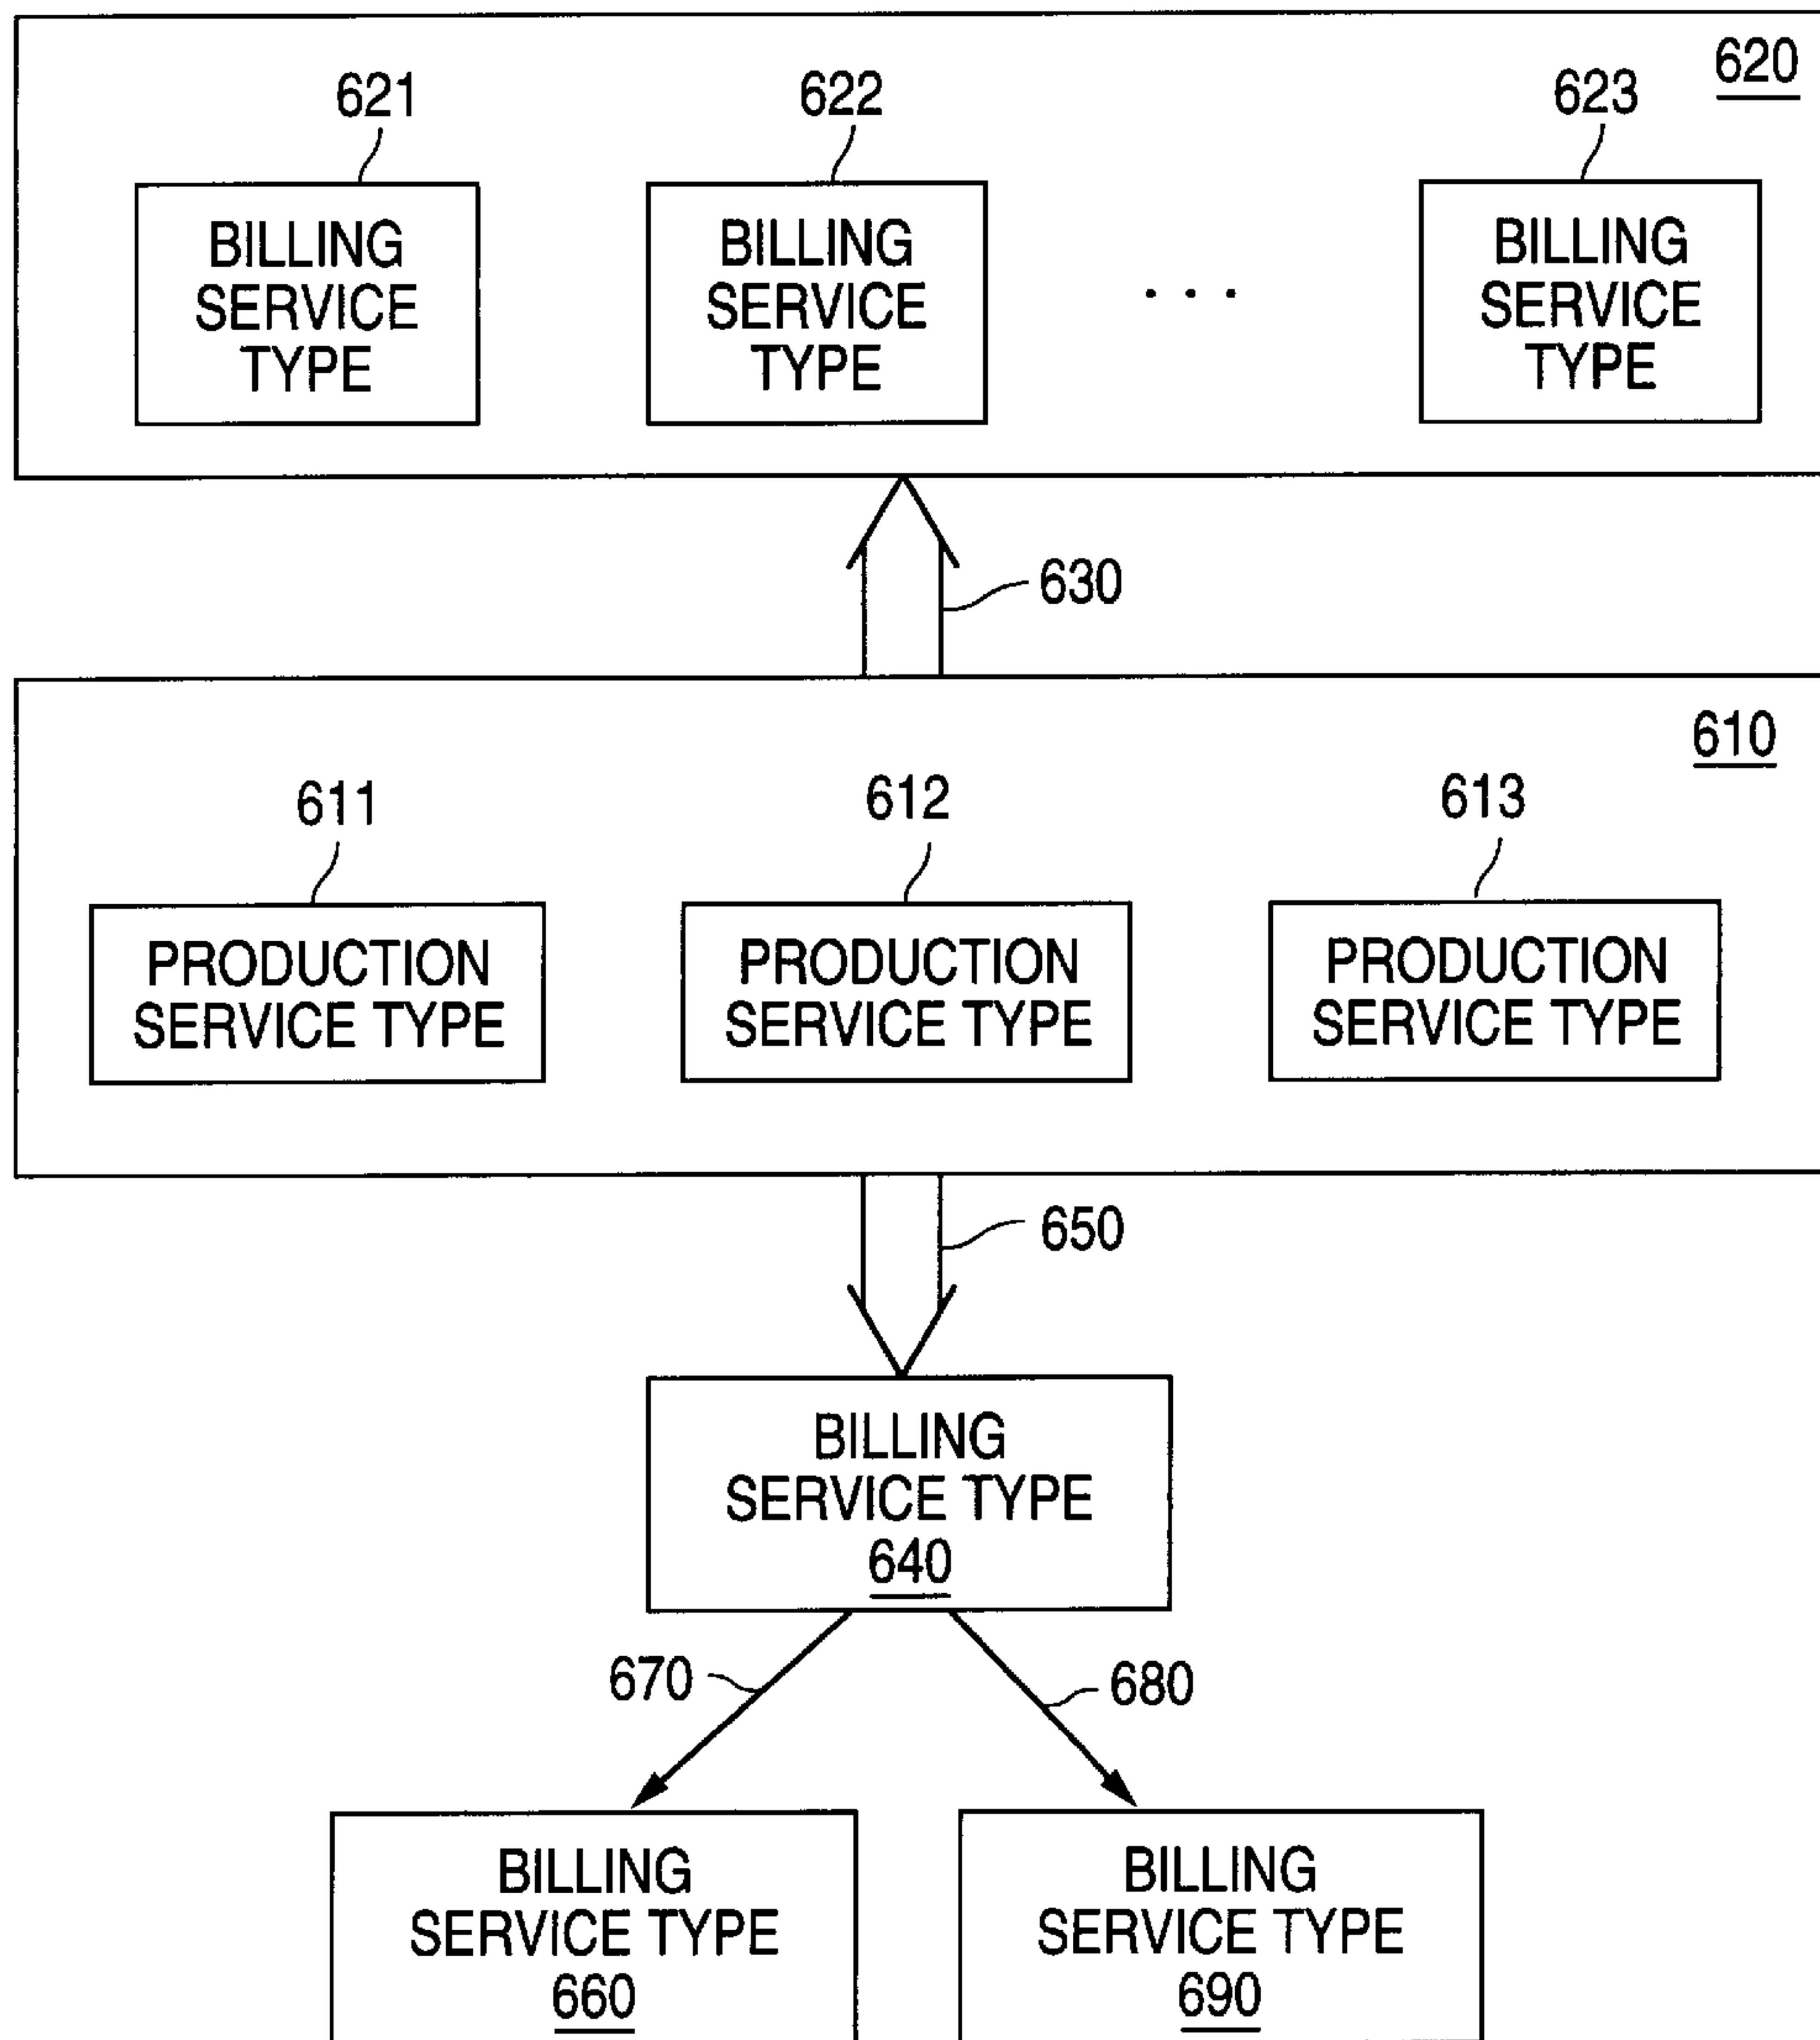 620
621
622
623
BILLING
SERVICE
TYPE
BILLING
SERVICE
TYPE
. . .
BILLING
SERVICE
TYPE
630
610
611
612
613
PRODUCTION
SERVICE TYPE
PRODUCTION
SERVICE TYPE
PRODUCTION
SERVICE TYPE
650
BILLING
SERVICE TYPE
640
670
680
BILLING
SERVICE TYPE
660
BILLING
SERVICE TYPE
690